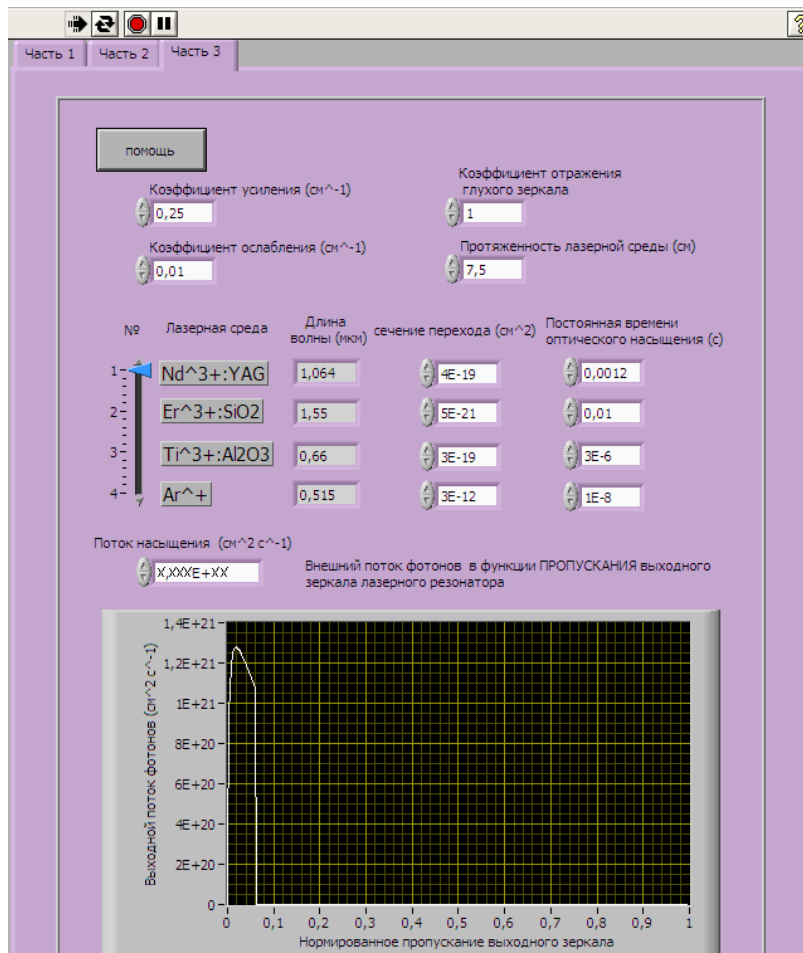 Часть 1 Часть 2 Часть 3
помощь
Коэффициент усиления (см^-1)
0,25
Коэффициент отражения
глухого зеркала
1
Коэффициент ослабления (см^-1)
0,01
Протяженность лазерной среды (см)
7,5
№ Лазерная среда
Длина
волны (мкм)
сечение перехода (см^2)
Постоянная времени
оптического насыщения (с)
1 Nd^3+:YAG 1,064 4E-19 0,0012
2 Er^3+:SiO2 1,55 5E-21 0,01
3 Ti^3+:Al2O3 0,66 3E-19 3E-6
4 Ar^+ 0,515 3E-12 1E-8
Поток насыщения (см^2 с^-1)
X,XXXE+XX
Внешний поток фотонов в функции ПРОПУСКАНИЯ выходного
зеркала лазерного резонатора
Выходной поток фотонов (см^2 с^-1)
1,4E+21
1,2E+21
1E+21
8E+20
6E+20
4E+20
2E+20
0
0 0,1 0,2 0,3 0,4 0,5 0,6 0,7 0,8 0,9 1
Нормированное пропускание выходного зеркала